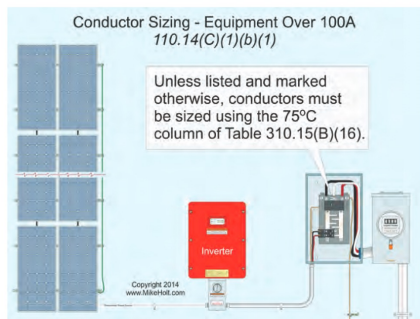 Conductor Sizing - Equipment Over 100A
110.14(C)(1)(b)(1)
Unless listed and marked
otherwise, conductors must
be sized using the 75ºC
column of Table 310.15(B)(16).
Inverter
Copyright 2014
www.MikeHolt.com